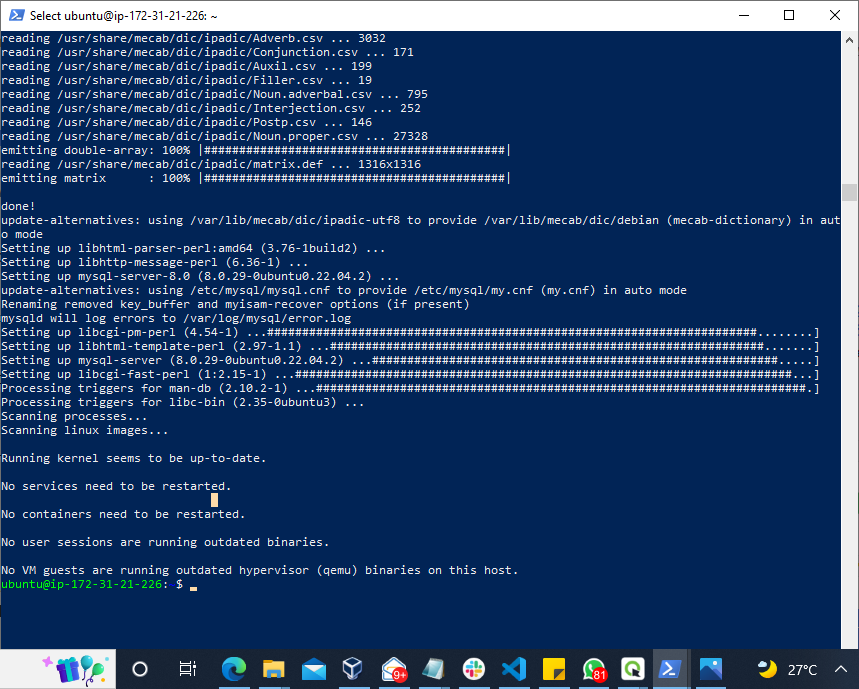 Select ubuntu@ip-172-31-21-226: ~
reading /usr/share/mecab/dic/ipadic/Adverb.csv ... 3032
reading /usr/share/mecab/dic/ipadic/Conjunction.csv ... 171
reading /usr/share/mecab/dic/ipadic/Auxil.csv ... 199
reading /usr/share/mecab/dic/ipadic/Filler.csv ... 19
reading /usr/share/mecab/dic/ipadic/Noun.adverbal.csv ... 795
reading /usr/share/mecab/dic/ipadic/Interjection.csv ... 252
reading /usr/share/mecab/dic/ipadic/Postp.csv ... 146
reading /usr/share/mecab/dic/ipadic/Noun.proper.csv ... 27328
emitting double-array: 100% |###########################################|
reading /usr/share/mecab/dic/ipadic/matrix.def ... 1316x1316
emitting matrix      : 100% |###########################################|
done!
update-alternatives: using /var/lib/mecab/dic/ipadic-utf8 to provide /var/lib/mecab/dic/debian (mecab-dictionary) in aut
o mode
Setting up libhtml-parser-perl:amd64 (3.76-1build2) ...
Setting up libhttp-message-perl (6.36-1) ...
Setting up mysql-server-8.0 (8.0.29-0ubuntu0.22.04.2) ...
update-alternatives: using /etc/mysql/mysql.cnf to provide /etc/mysql/my.cnf (my.cnf) in auto mode
Renaming removed key_buffer and myisam-recover options (if present)
mysqld will log errors to /var/log/mysql/error.log
Setting up libcgi-pm-perl (4.54-1) ...######################################################################........]
Setting up libhtml-template-perl (2.97-1.1) ...##############################################################.......]
Setting up mysql-server (8.0.29-0ubuntu0.22.04.2) ...##########################################################.....]
Setting up libcgi-fast-perl (1:2.15-1) ...#######################################################################...]
Processing triggers for man-db (2.10.2-1) ...######################################################################.]
Processing triggers for libc-bin (2.35-0ubuntu3) ...
Scanning processes...
Scanning linux images...
Running kernel seems to be up-to-date.
No services need to be restarted.
No containers need to be restarted.
No user sessions are running outdated binaries.
No VM guests are running outdated hypervisor (qemu) binaries on this host.
ubuntu@ip-172-31-21-226: $
9+
81
27°C